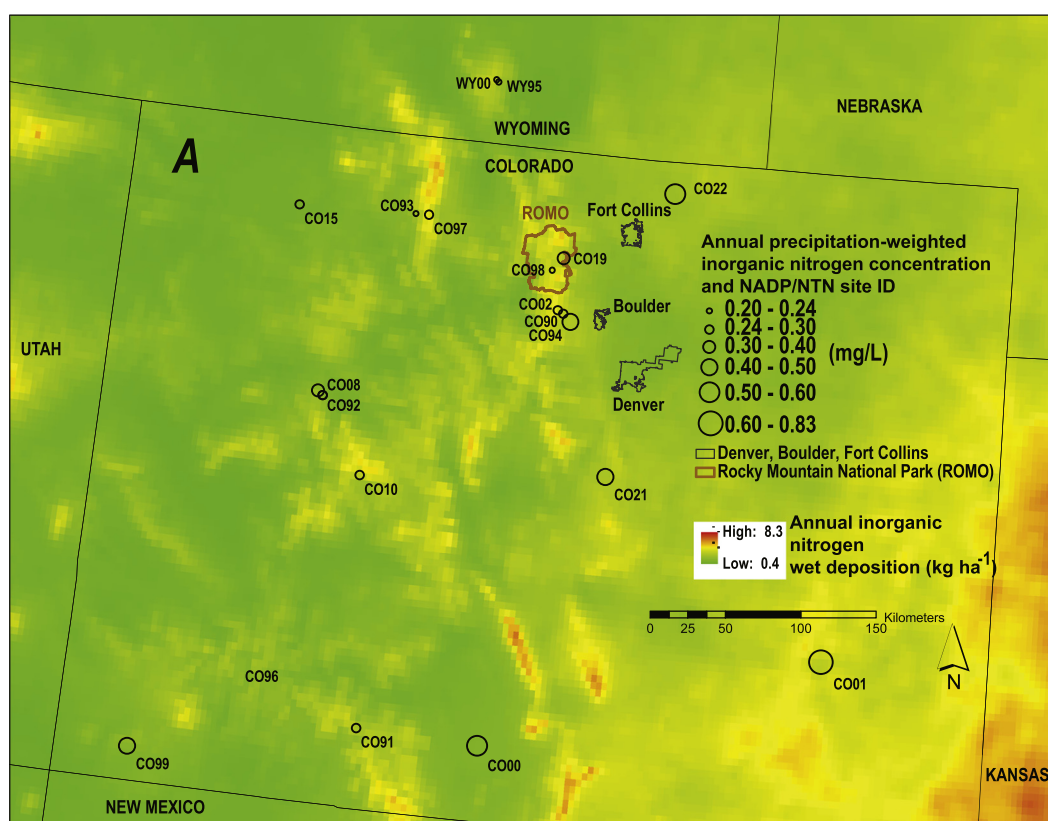 WY00
WY95
NEBRASKA
WYOMING
A
COLORADO
CO22
CO15
CO93
CO97
ROMO
Fort Collins
CO19
CO98
CO02
CO90
CO94
Boulder
UTAH
Denver
CO08
CO92
CO10
CO21
Annual precipitation-weighted
inorganic nitrogen concentration
and NADP/NTN site ID
0.20 - 0.24
0.24 - 0.30
0.30 - 0.40
(mg/L)
0.40 - 0.50
0.50 - 0.60
0.60 - 0.83
Denver, Boulder, Fort Collins
Rocky Mountain National Park (ROMO)
High: 8.3
Low: 0.4
Annual inorganic
nitrogen
wet deposition (kg ha-1)
Kilometers
0 25 50 100 150
CO01
N
CO96
CO91
CO99
CO00
KANSAS
NEW MEXICO